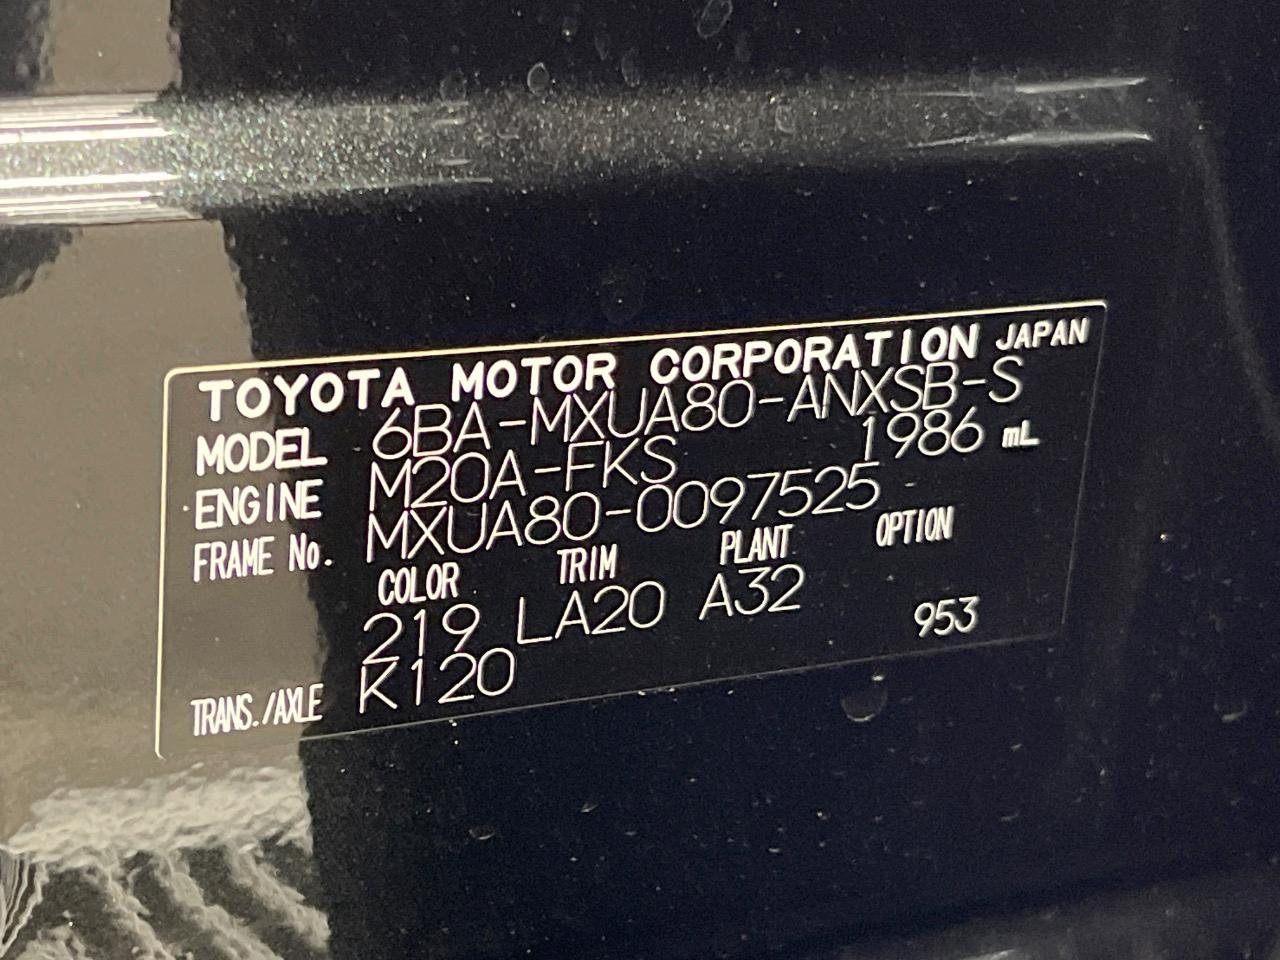 TOYOTA MOTOR CORPORATION JAPAN
MODEL 6BA-MXUA80-ANXSB-S
ENGINE M20A-FKS 1986 mL
FRAME No. MXUA80-0097525
COLOR TRIM PLANT OPTION
219 LA20 A32 953
TRANS./AXLE K120